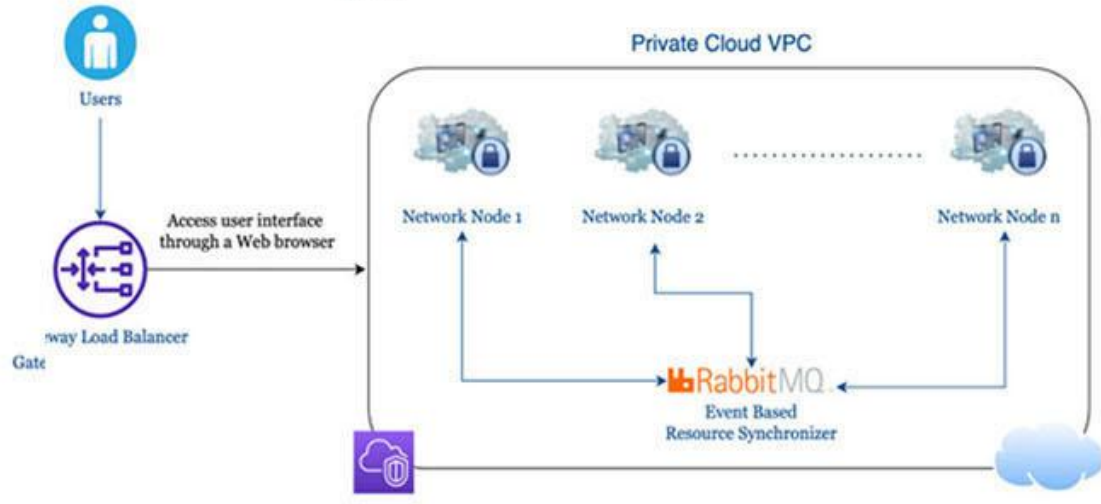 Private Cloud VPC
Users
Access user interface
through a Web browser
Network Node 1
Network Node 2
Network Node n
way Load Balancer
Gate
RabbitMQ
Event Based
Resource Synchronizer